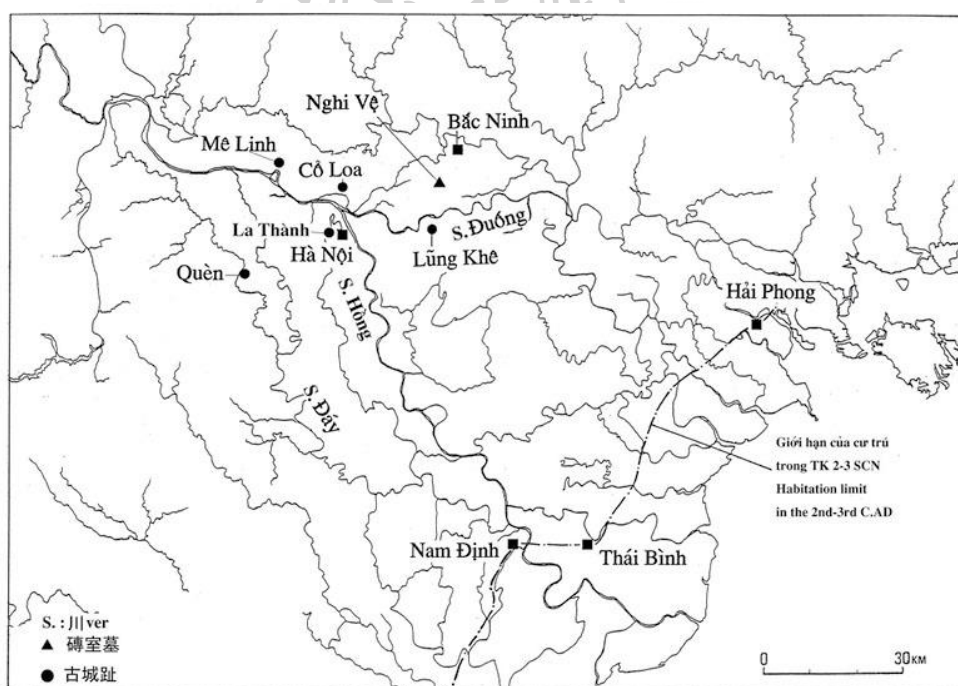 Nghi Vệ
Bắc Ninh
Mê Linh
Cổ Loa
La Thành
Hà Nội
S. Đuống
Lũng Khê
Quèn
S. Hồng
Hải Phong
S. Đáy
Giới hạn của cư trú
trong TK 2-3 SCN
Habitation limit
in the 2nd-3rd C.AD
Nam Định
Thái Bình
S. : 川ver
磚室墓
古城趾
0 30KM